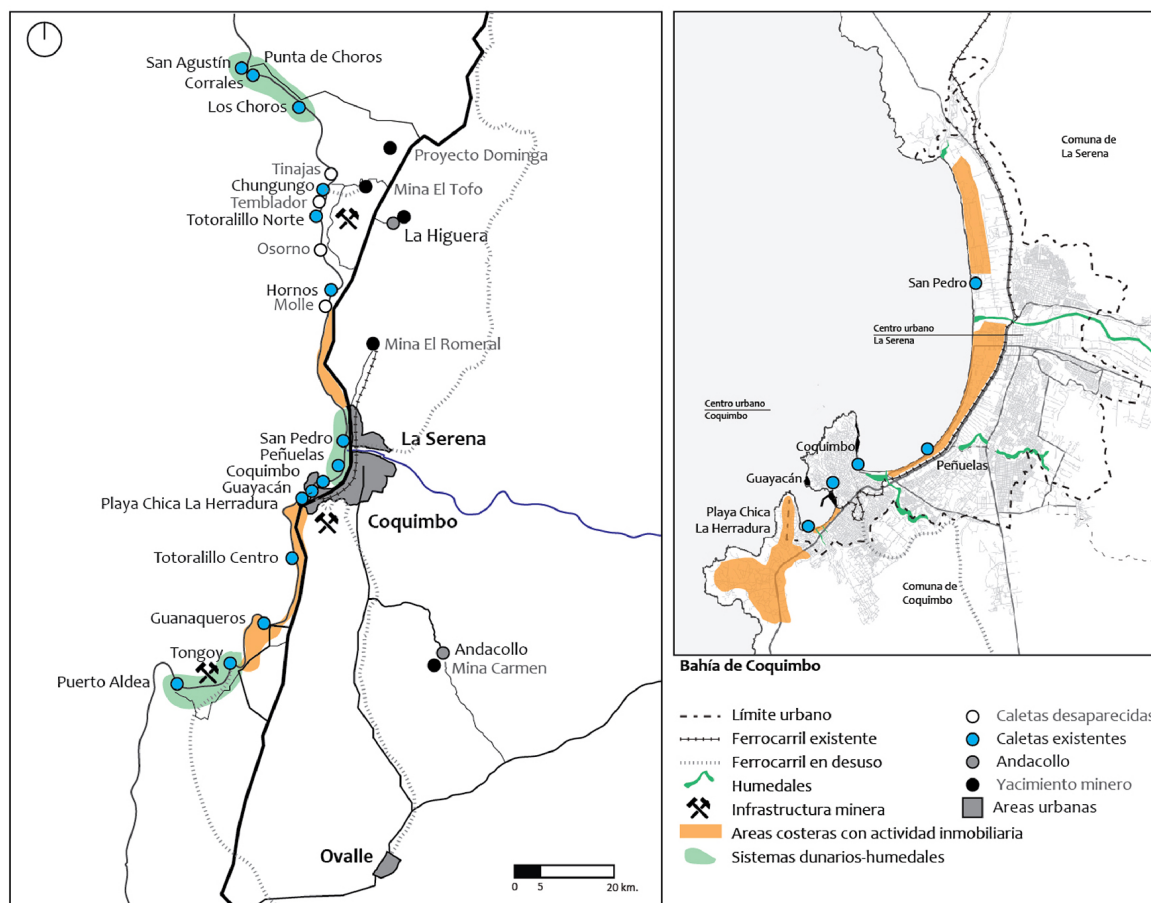 San Agustín
Punta de Choros
Corrales
Los Choros
Proyecto Dominga
Tinajas
Chungungo
Mina El Tofo
Temblador
Totoralillo Norte
La Higuera
Osorno
Hornos
Molle
Mina El Romeral
San Pedro
La Serena
Peñuelas
Coquimbo
Guayacán
Playa Chica La Herradura
Coquimbo
Totoralillo Centro
Guanaqueros
Tongoy
Andacollo
Mina Carmen
Puerto Aldea
Ovalle
0 5 20 km.
Comuna de
La Serena
San Pedro
Centro urbano
La Serena
Centro urbano
Coquimbo
Coquimbo
Peñuelas
Guayacán
Playa Chica
La Herradura
Comuna de
Coquimbo
Bahía de Coquimbo
Límite urbano
Ferrocarril existente
Ferrocarril en desuso
Humedales
Infrastructura minera
Areas costeras con actividad inmobiliaria
Sistemas dunarios-humedales
Caletas desaparecidas
Caletas existentes
Andacollo
Yacimiento minero
Areas urbanas